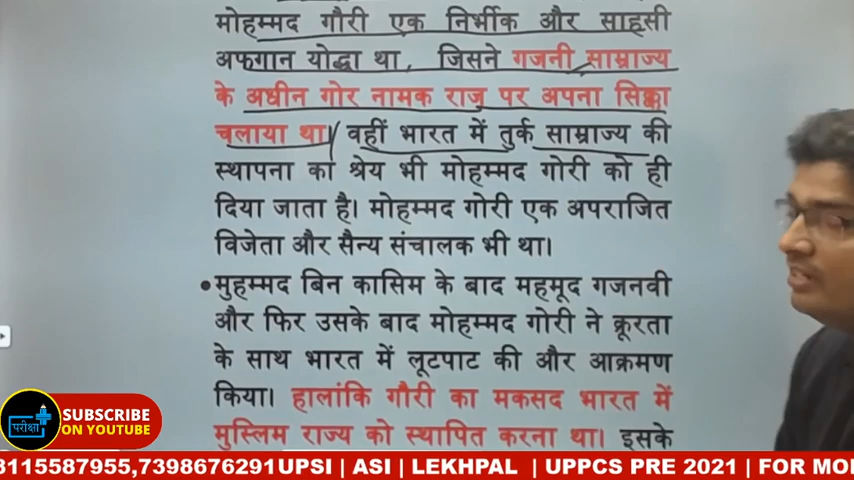 मोहम्मद गौरी एक निर्भीक और साहसी
अफगान योद्धा था, जिसने गजनी साम्राज्य
के अधीन गोर नामक राज्य पर अपना सिक्का
चलाया था। वहीं भारत में तुर्क साम्राज्य की
स्थापना का श्रेय भी मोहम्मद गोरी को ही
दिया जाता है। मोहम्मद गोरी एक अपराजित
विजेता और सैन्य संचालक भी था।
•मुहम्मद बिन कासिम के बाद महमूद गजनवी
और फिर उसके बाद मोहम्मद गोरी ने क्रूरता
के साथ भारत में लूटपाट की और आक्रमण
किया। हालांकि गौरी का मकसद भारत में
मुस्लिम राज्य को स्थापित करना था। इसके
परीक्षा
SUBSCRIBE
ON YOUTUBE
8115587955,7398676291UPSI | ASI | LEKHPAL | UPPCS PRE 2021 | FOR MO